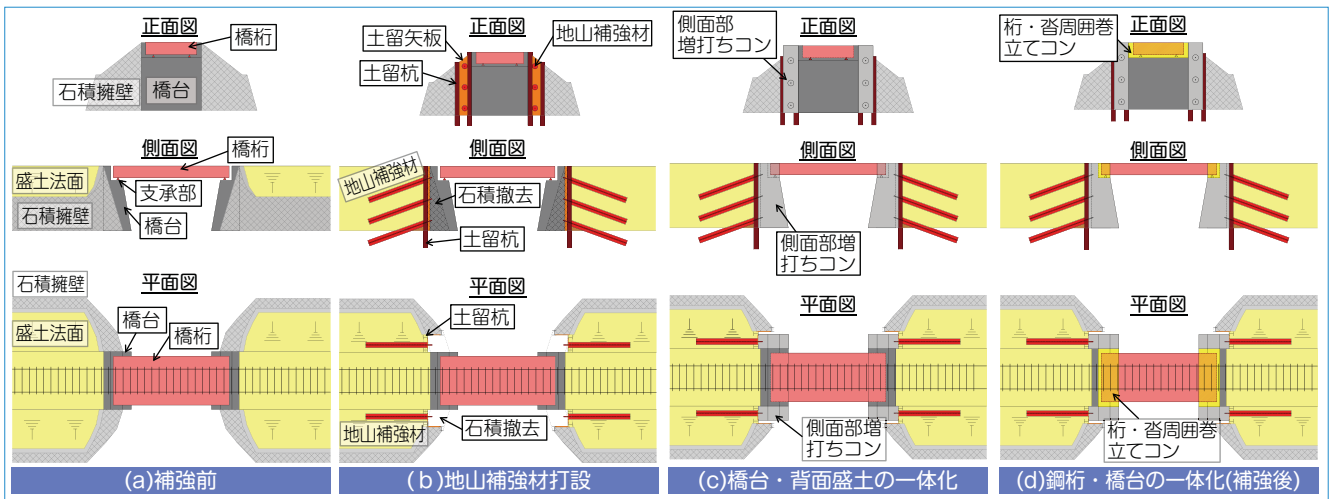 正面図
橋桁
石積擁壁
橋台
側面図
橋桁
盛土法面
支承部
石積擁壁
橋台
石積擁壁
平面図
盛土法面
橋台
橋桁
(a)補強前
正面図
土留矢板
地山補強材
土留杭
側面図
地山補強材
石積撤去
土留杭
平面図
土留杭
石積撤去
地山補強材
(b)地山補強材打設
側面部
増打ちコン
正面図
側面図
側面部増
打ちコン
平面図
側面部増
打ちコン
(c)橋台・背面盛土の一体化
正面図
桁・沓周囲巻
立てコン
側面図
平面図
桁・沓周囲巻
立てコン
(d)鋼桁・橋台の一体化(補強後)